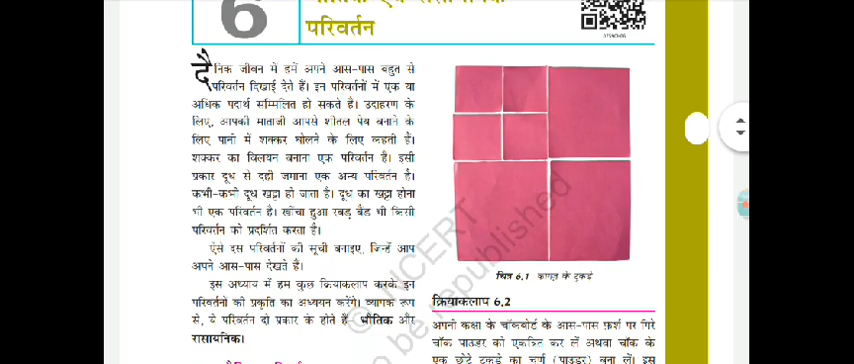 6
परिवर्तन
दैनिक जीवन में हमें अपने आस-पास बहुत से
परिवर्तन दिखाई देते हैं। इन परिवर्तनों में एक या
अधिक पदार्थ सम्मिलित हो सकते हैं। उदाहरण के
लिए, आपकी माताजी आपसे शीतल पेय बनाने के
लिए पानी में शक्कर घोलने के लिए कहती हैं।
शक्कर का विलयन बनाना एक परिवर्तन है। इसी
प्रकार दूध से दही जमाना एक अन्य परिवर्तन है।
कभी-कभी दूध खट्टा हो जाता है। दूध का खट्टा होना
भी एक परिवर्तन है। खींचा हुआ रबड़ बैंड भी किसी
परिवर्तन को प्रदर्शित करता है।
ऐसे दस परिवर्तनों की सूची बनाइए, जिन्हें आप
अपने आस-पास देखते हैं।
इस अध्याय में हम कुछ क्रियाकलाप करके इन
परिवर्तनों की प्रकृति का अध्ययन करेंगे। व्यापक रूप
से, ये परिवर्तन दो प्रकार के होते हैं भौतिक और
रासायनिक।
चित्र 6.1 कागज़ के टुकड़े
क्रियाकलाप 6.2
अपनी कक्षा के चॉकबोर्ड के आस-पास फ़र्श पर गिरे
चॉक पाउडर को एकत्रित कर लें अथवा चॉक के
एक छोटे टुकड़े का चूर्ण (पाउडर) बना लें। इस
© NCERT
be republished